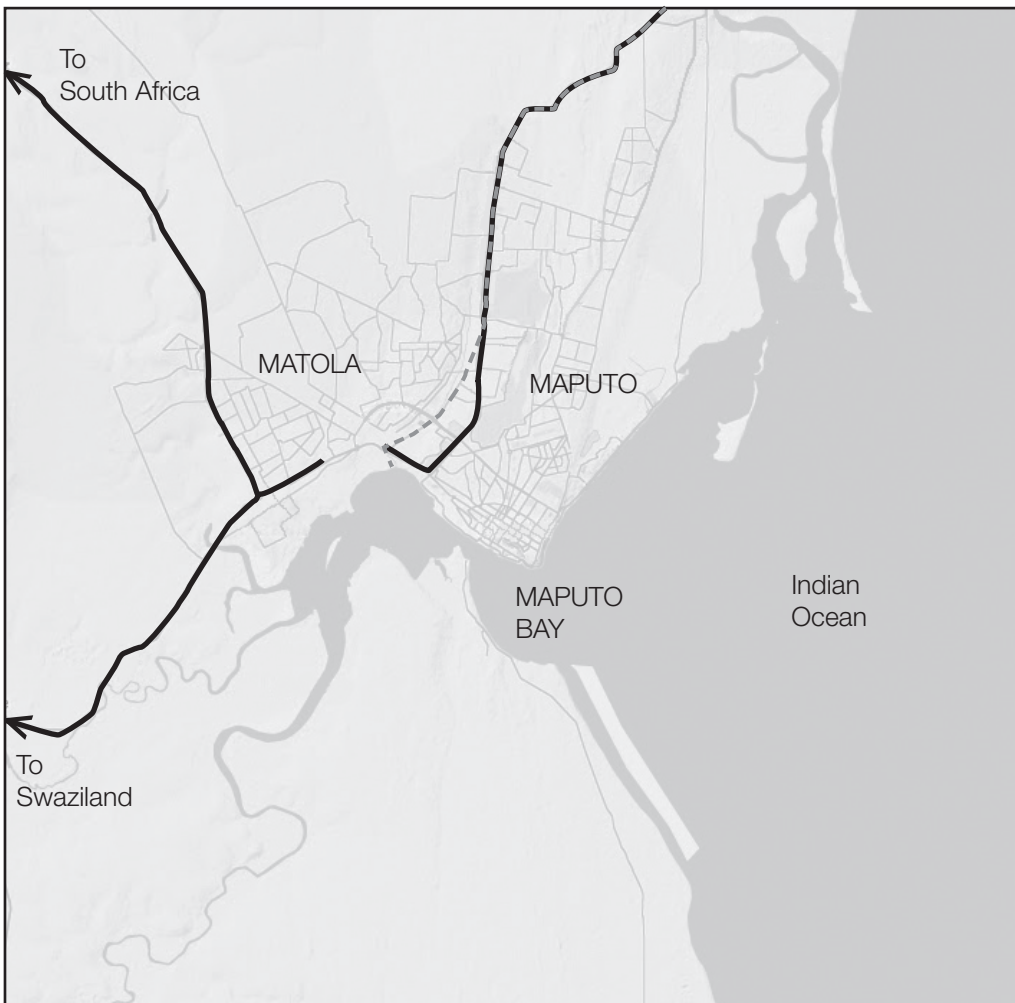 To
South Africa
MATOLA
MAPUTO
MAPUTO
BAY
Indian
Ocean
To
Swaziland